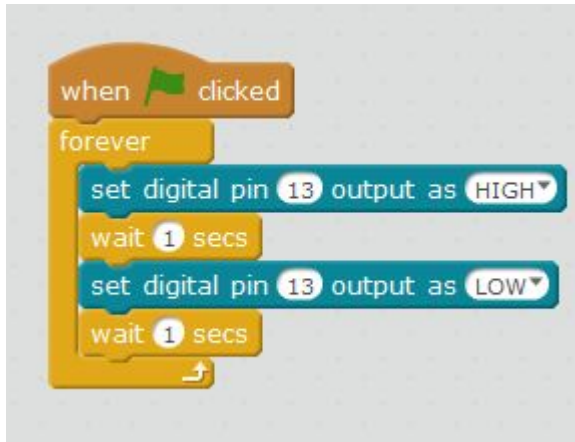 when clicked
forever
set digital pin 13 output as HIGH
wait 1 secs
set digital pin 13 output as LOW
wait 1 secs